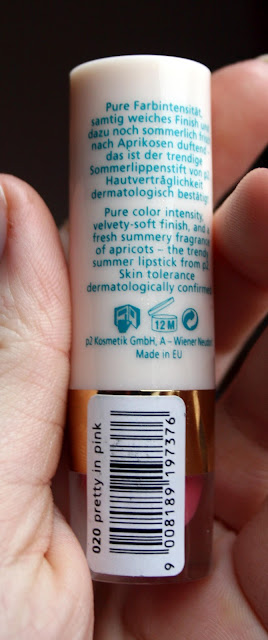 Pure Farbintensität,
samtig weiches Finish und
dazu noch sommerlich
nach Aprikosen duftend -
das ist der trendige
Sommerlippenstift von p2.
Hautverträglichkeit
dermatologisch bestätigt
Pure color intensity,
velvety-soft finish, and a
fresh summery fragrance
of apricots – the trendy
summer lipstick from p2
Skin tolerance
dermatologically confirmed
12 M
p2 Kosmetik GmbH, A - Wiener
Made in EU
020 pretty in pink
9 008189 197376